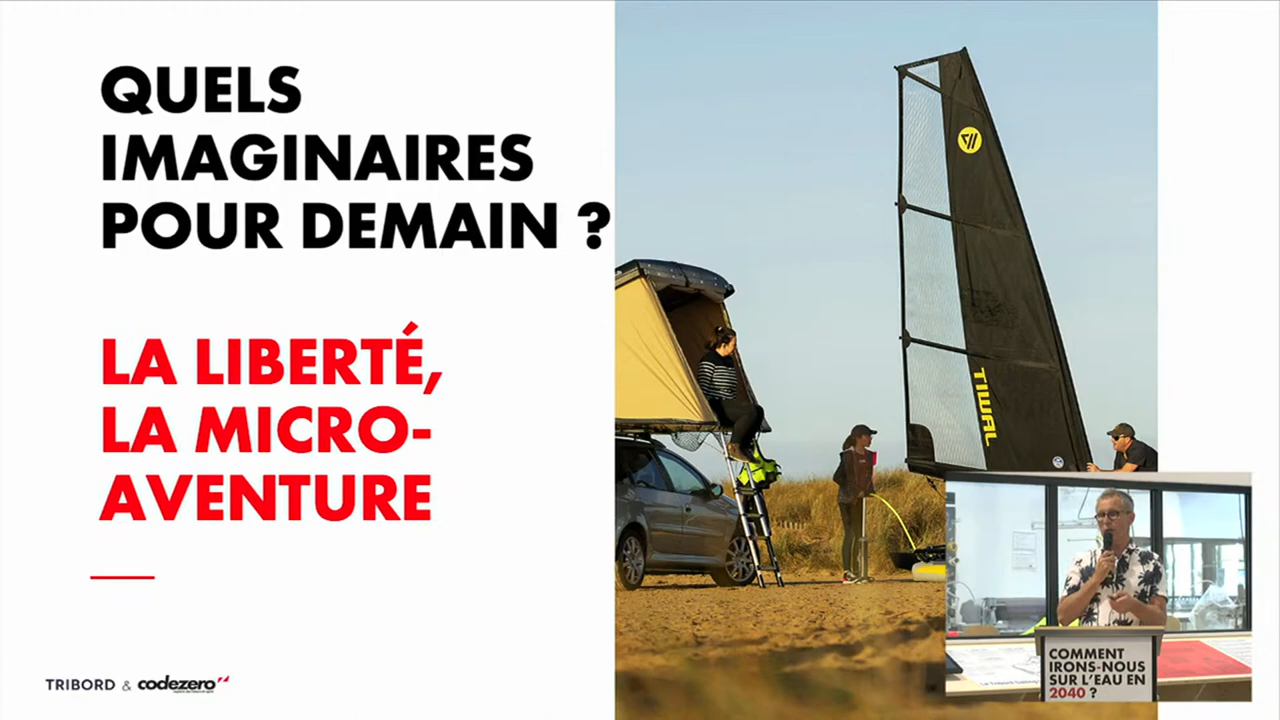 QUELS
IMAGINAIRES
POUR DEMAIN ?
LA LIBERTÉ,
LA MICRO-
AVENTURE
TIWAL
COMMENT
IRONS-NOUS
SUR L'EAU EN
2040 ?
TRIBORD & codezero